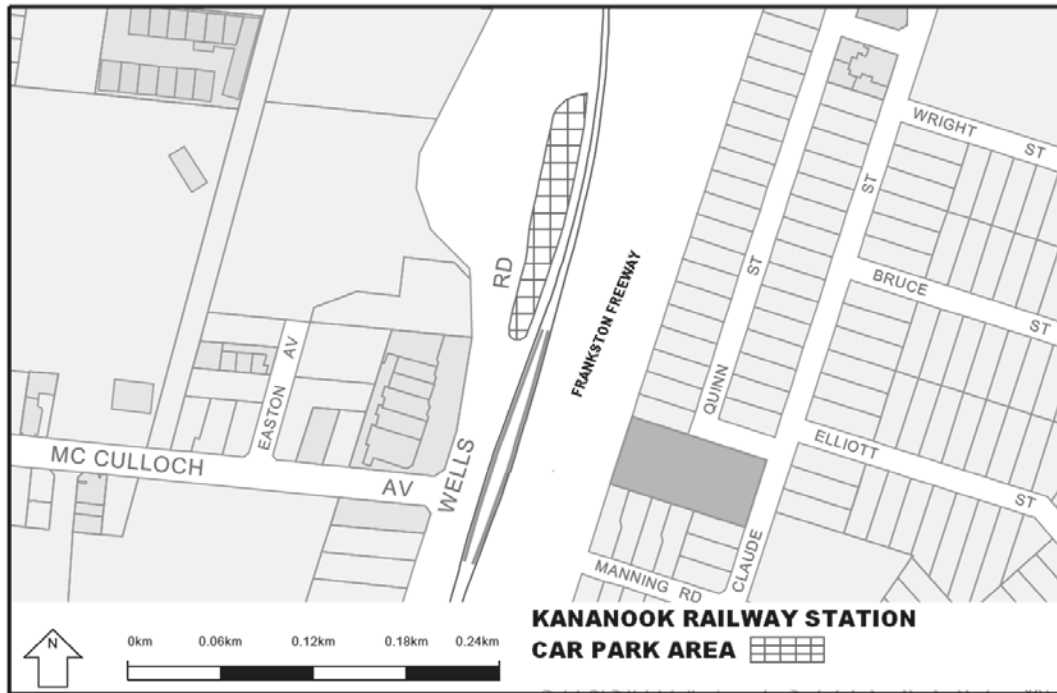 WRIGHT ST
BRUCE ST
RD
FRANKSTON FREEWAY
ST
ST
QUINN
EASTON AV
ELLIOTT ST
MC CULLOCH AV
WELLS
CLAUDE
MANNING RD
N
0km 0.06km 0.12km 0.18km 0.24km
KANANOOK RAILWAY STATION
CAR PARK AREA